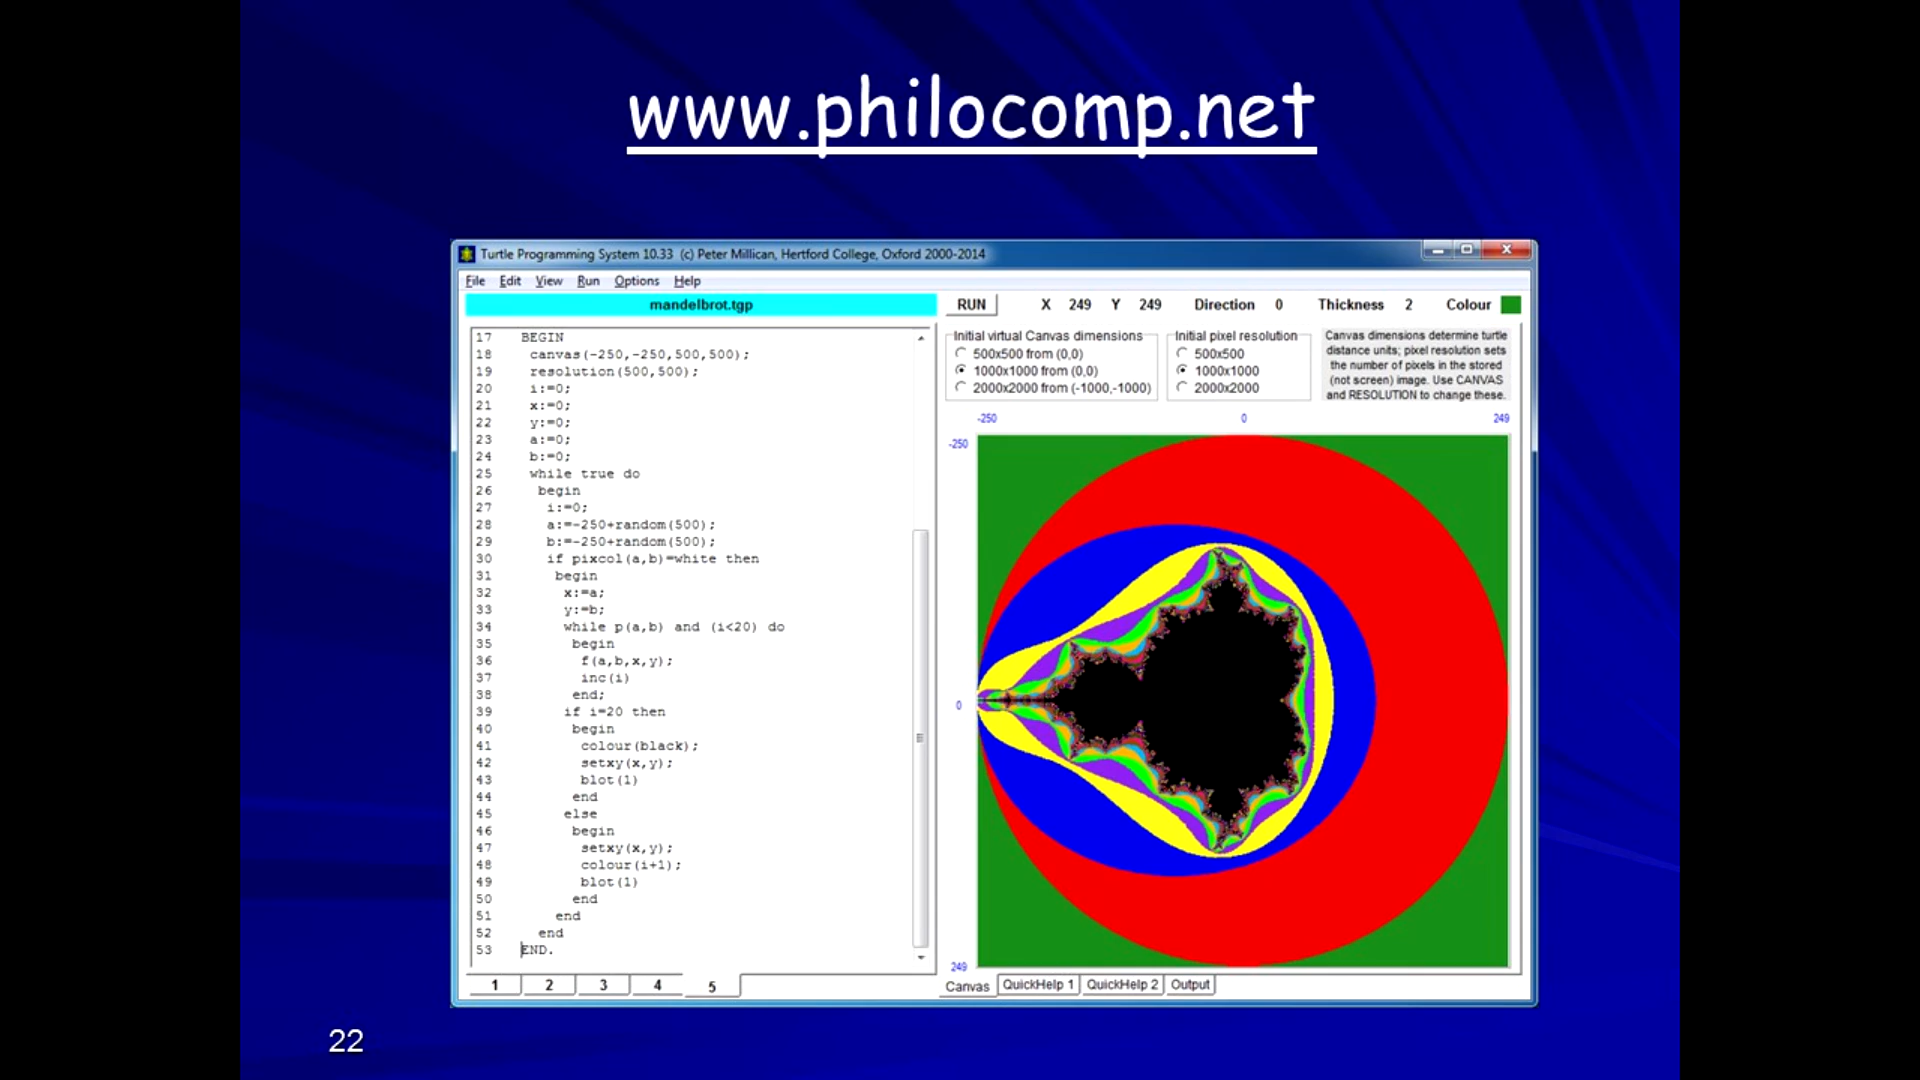 www.philocomp.net
Turtle Programming System 10.33 (c) Peter Millican, Hertford College, Oxford 2000-2014
File Edit View Run Options Help
mandelbrot.tgp
RUN X 249 Y 249 Direction 0 Thickness 2 Colour
17 BEGIN
18 canvas(-250,-250,500,500);
19 resolution(500,500);
20 i:=0;
21 x:=0;
22 y:=0;
23 a:=0;
24 b:=0;
25 while true do
26 begin
27 i:=0;
28 a:=-250+random(500);
29 b:=-250+random(500);
30 if pixcol(a,b)=white then
31 begin
32 x:=a;
33 y:=b;
34 while p(a,b) and (i<20) do
35 begin
36 f(a,b,x,y);
37 inc(i)
38 end;
39 if i=20 then
40 begin
41 colour(black);
42 setxy(x,y);
43 blot(1)
44 end
45 else
46 begin
47 setxy(x,y);
48 colour(i+1);
49 blot(1)
50 end
51 end
52 end
53 END.
1 2 3 4 5
Initial virtual Canvas dimensions
500x500 from (0,0)
1000x1000 from (0,0)
2000x2000 from (-1000,-1000)
Initial pixel resolution
500x500
1000x1000
2000x2000
Canvas dimensions determine turtle
distance units; pixel resolution sets
the number of pixels in the stored
(not screen) image. Use CANVAS
and RESOLUTION to change these.
-250 0 249
-250
0
249
Canvas QuickHelp 1 QuickHelp 2 Output
22